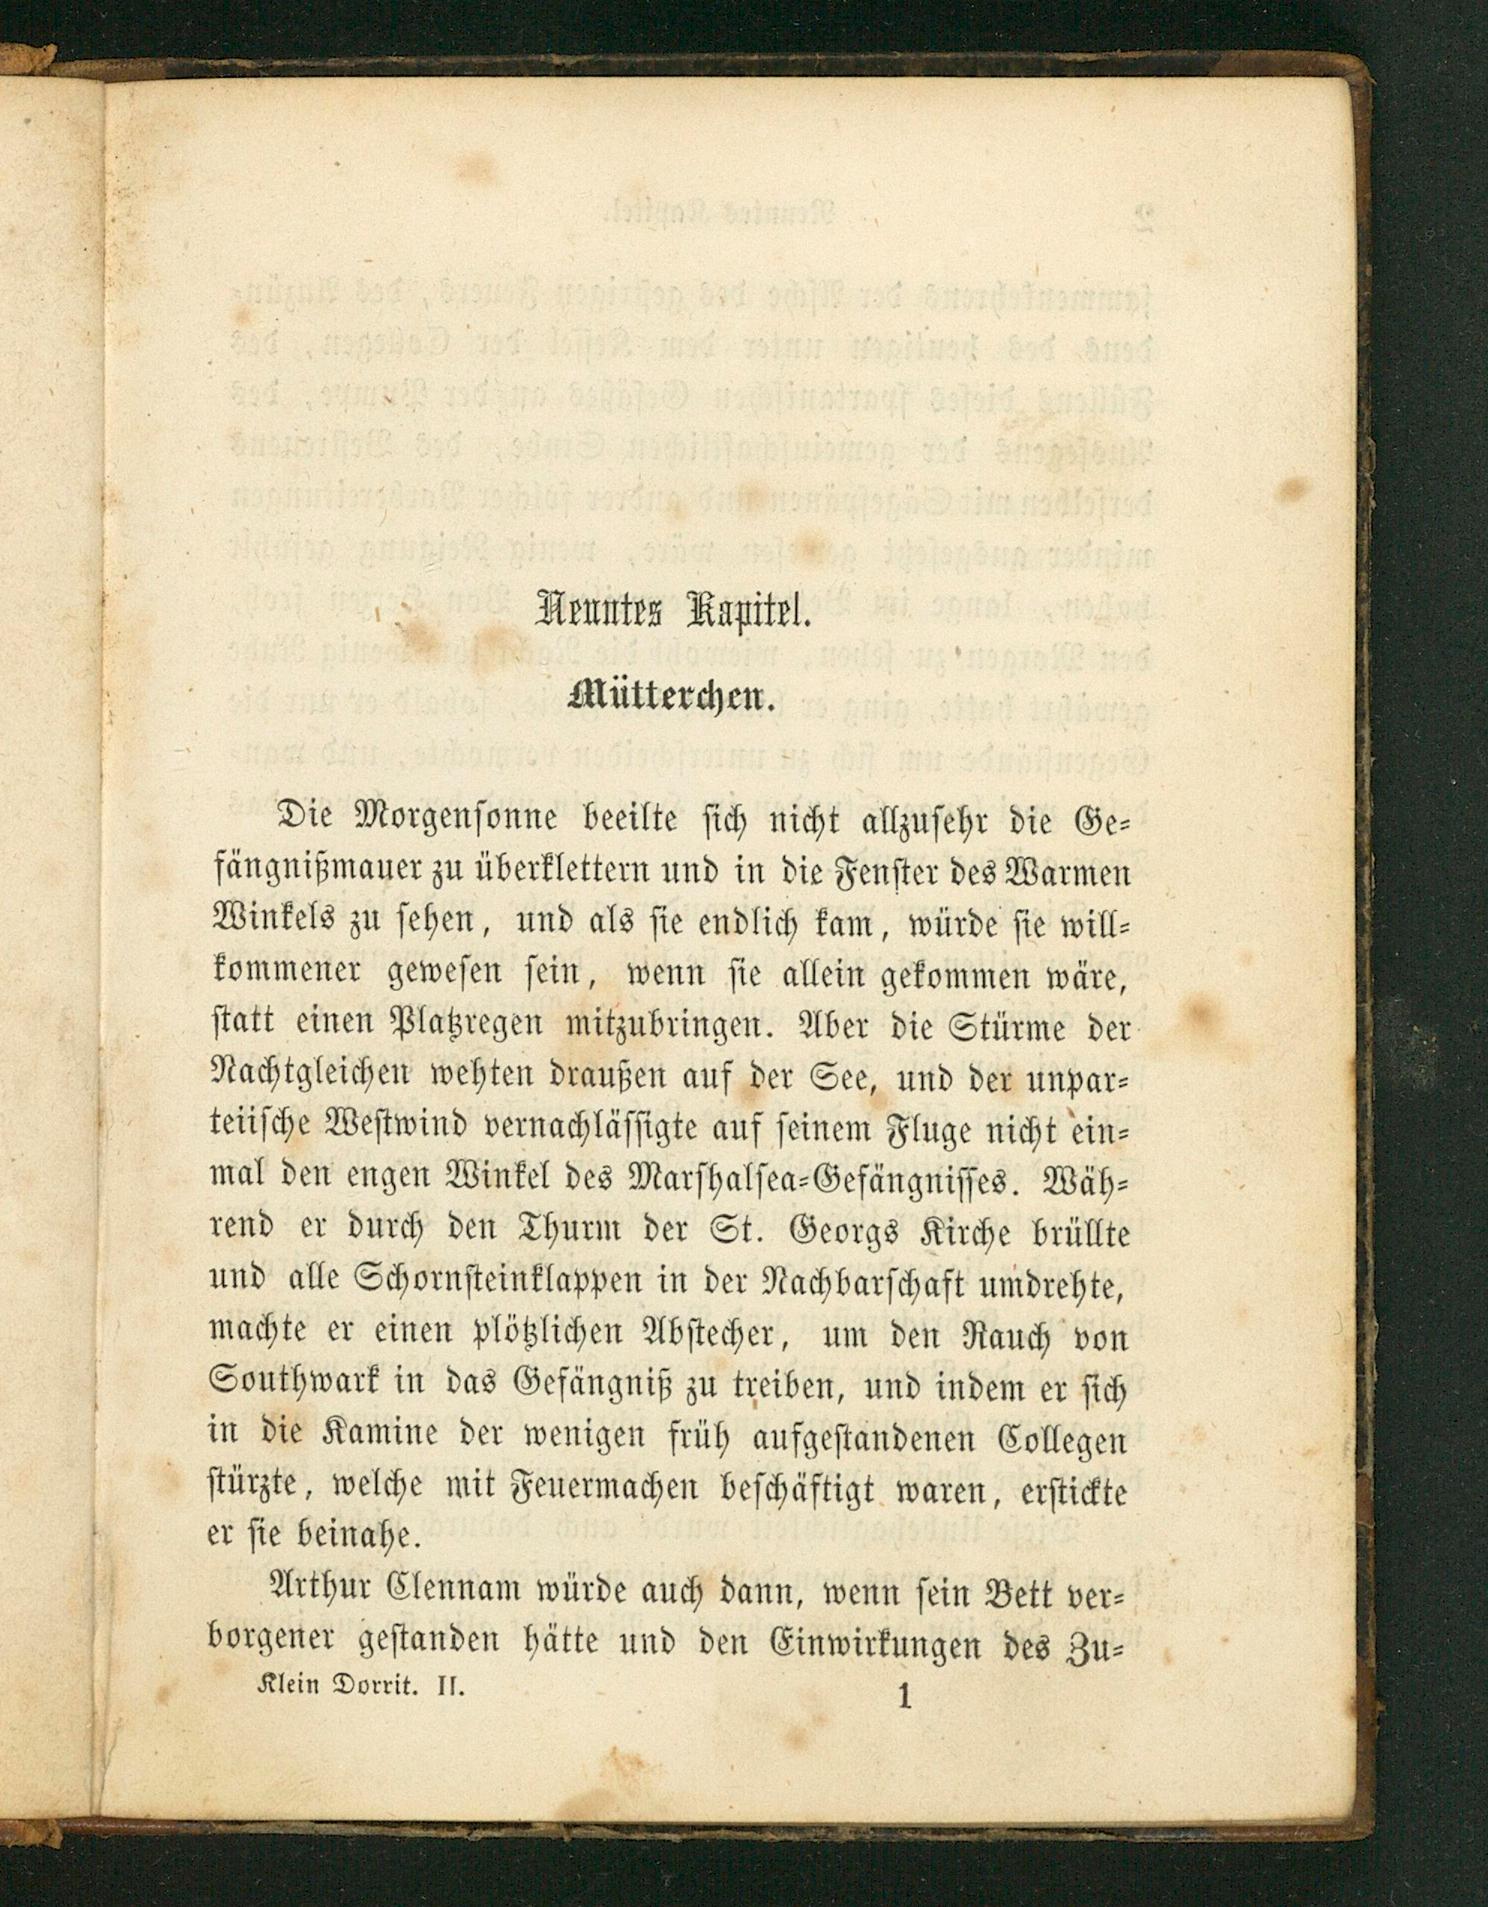 Neuntes Kapitel.
Mütterchen.
Die Morgensonne beeilte sich nicht allzusehr die Ge-
fängnißmauer zu überklettern und in die Fenster des Warmen
Winkels zu sehen, und als sie endlich kam, würde sie will-
kommener gewesen sein, wenn sie allein gekommen wäre,
statt einen Platzregen mitzubringen. Aber die Stürme der
Nachtgleichen wehten draußen auf der See, und der unpar-
teiische Westwind vernachlässigte auf seinem Fluge nicht ein-
mal den engen Winkel des Marshalsea-Gefängnisses. Wäh-
rend er durch den Thurm der St. Georgs Kirche brüllte
und alle Schornsteinklappen in der Nachbarschaft umdrehte,
machte er einen plötzlichen Abstecher, um den Rauch von
Southwark in das Gefängniß zu treiben, und indem er sich
in die Kamine der wenigen früh aufgestandenen Collegen
stürzte, welche mit Feuermachen beschäftigt waren, erstickte
er sie beinahe.
Arthur Clennam würde auch dann, wenn sein Bett ver-
borgener gestanden hätte und den Einwirkungen des Zu-
Klein Dorrit. II. 1